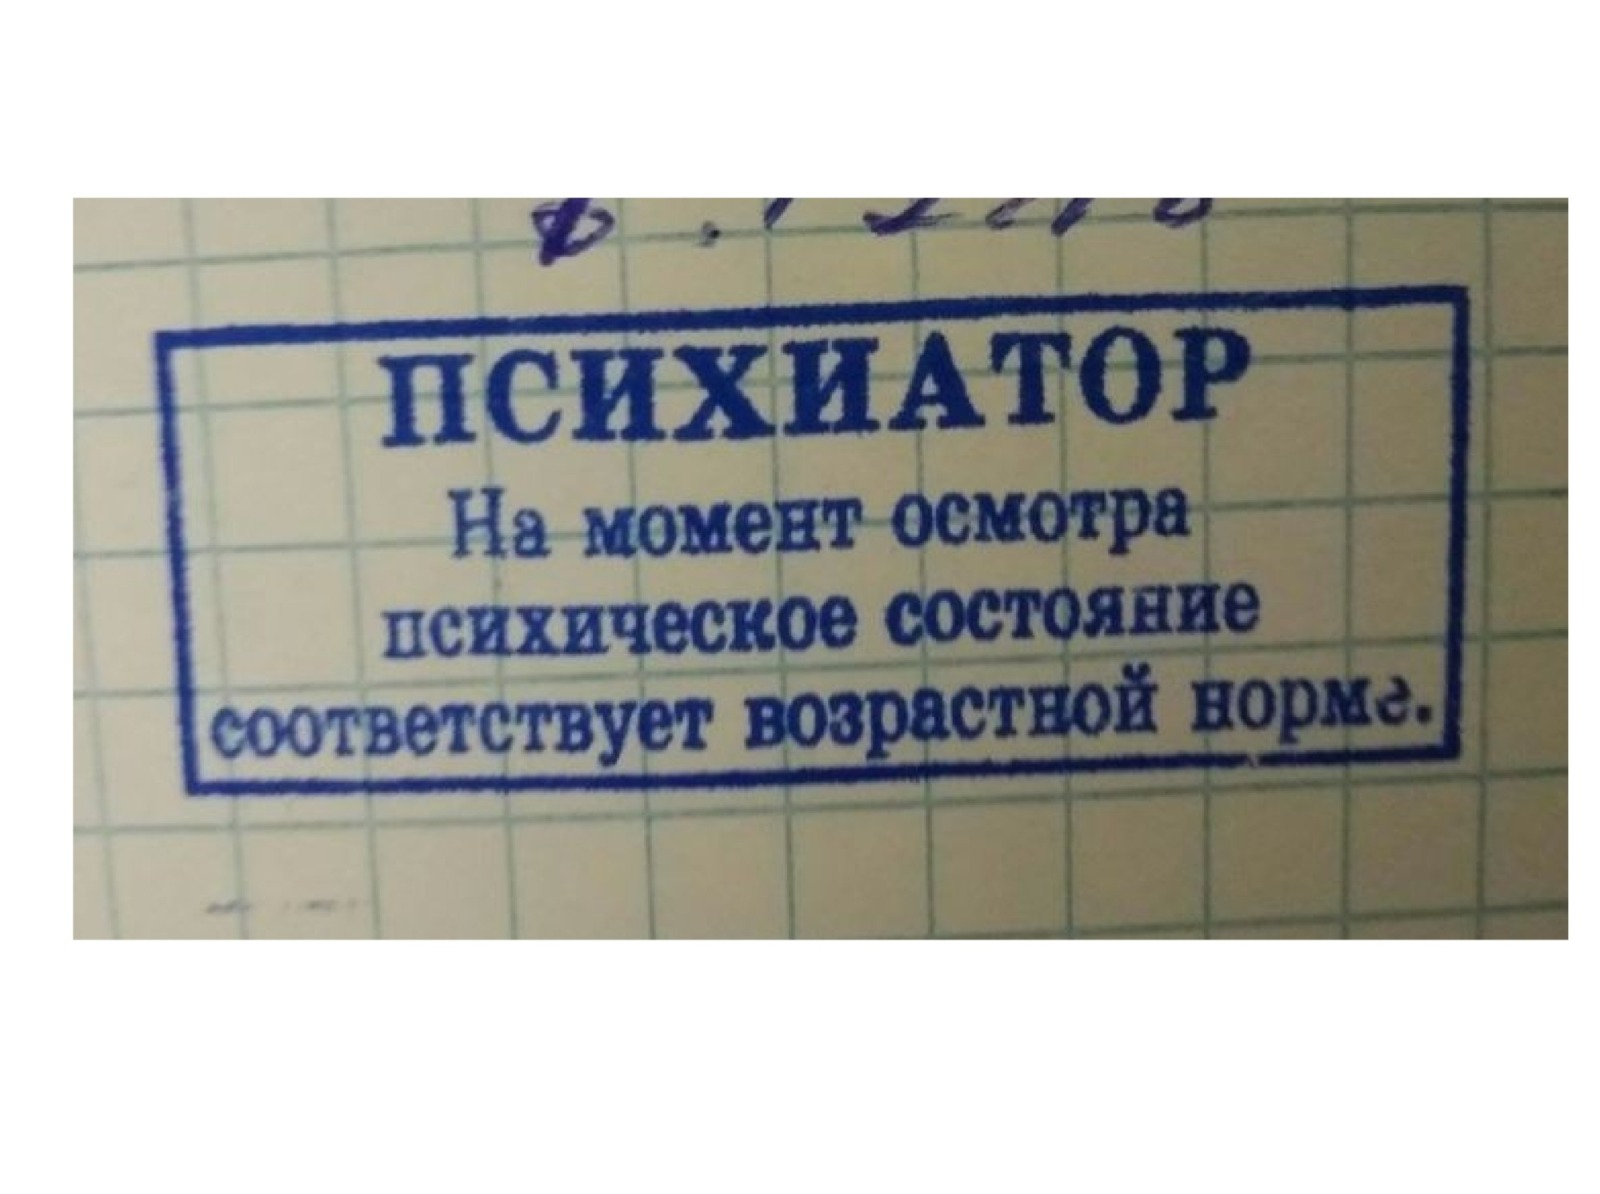 ПСИХИАТОР
На момент осмотра
психическое состояние
соответствует возрастной норме.